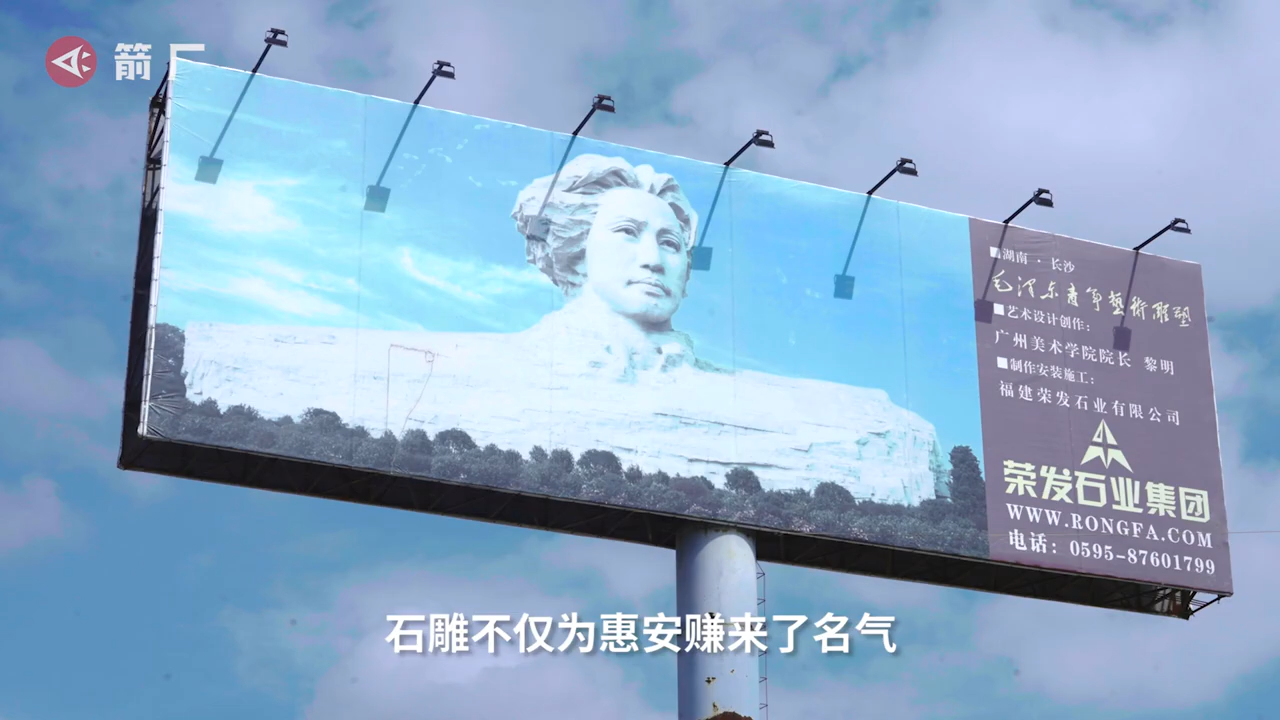 箭厂
■湖南·长沙
毛泽东青年藝術雕塑
■艺术设计创作：
广州美术学院院长 黎明
■制作安装施工：
福建荣发石业有限公司
荣发石业集团
WWW.RONGFA.COM
电话：0595-87601799
石雕不仅为惠安赚来了名气